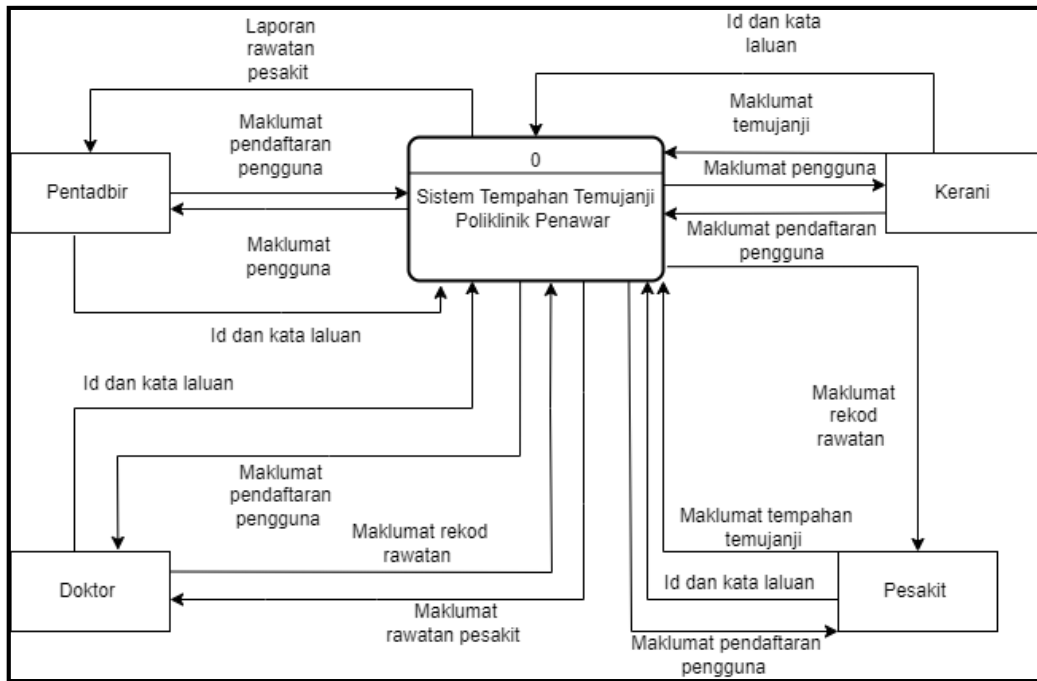 Laporan
rawatan
pesakit
Id dan kata
laluan
Maklumat
pendaftaran
pengguna
Maklumat
temujanji
0
Sistem Tempahan Temujanji
Poliklinik Penawar
Pentadbir
Maklumat pengguna
Kerani
Maklumat
pengguna
Maklumat pendaftaran
pengguna
Id dan kata laluan
Id dan kata laluan
Maklumat
rekod
rawatan
Maklumat
pendaftaran
pengguna
Maklumat rekod
rawatan
Maklumat tempahan
temujanji
Doktor
Id dan kata laluan
Pesakit
Maklumat
rawatan pesakit
Maklumat pendaftaran
pengguna